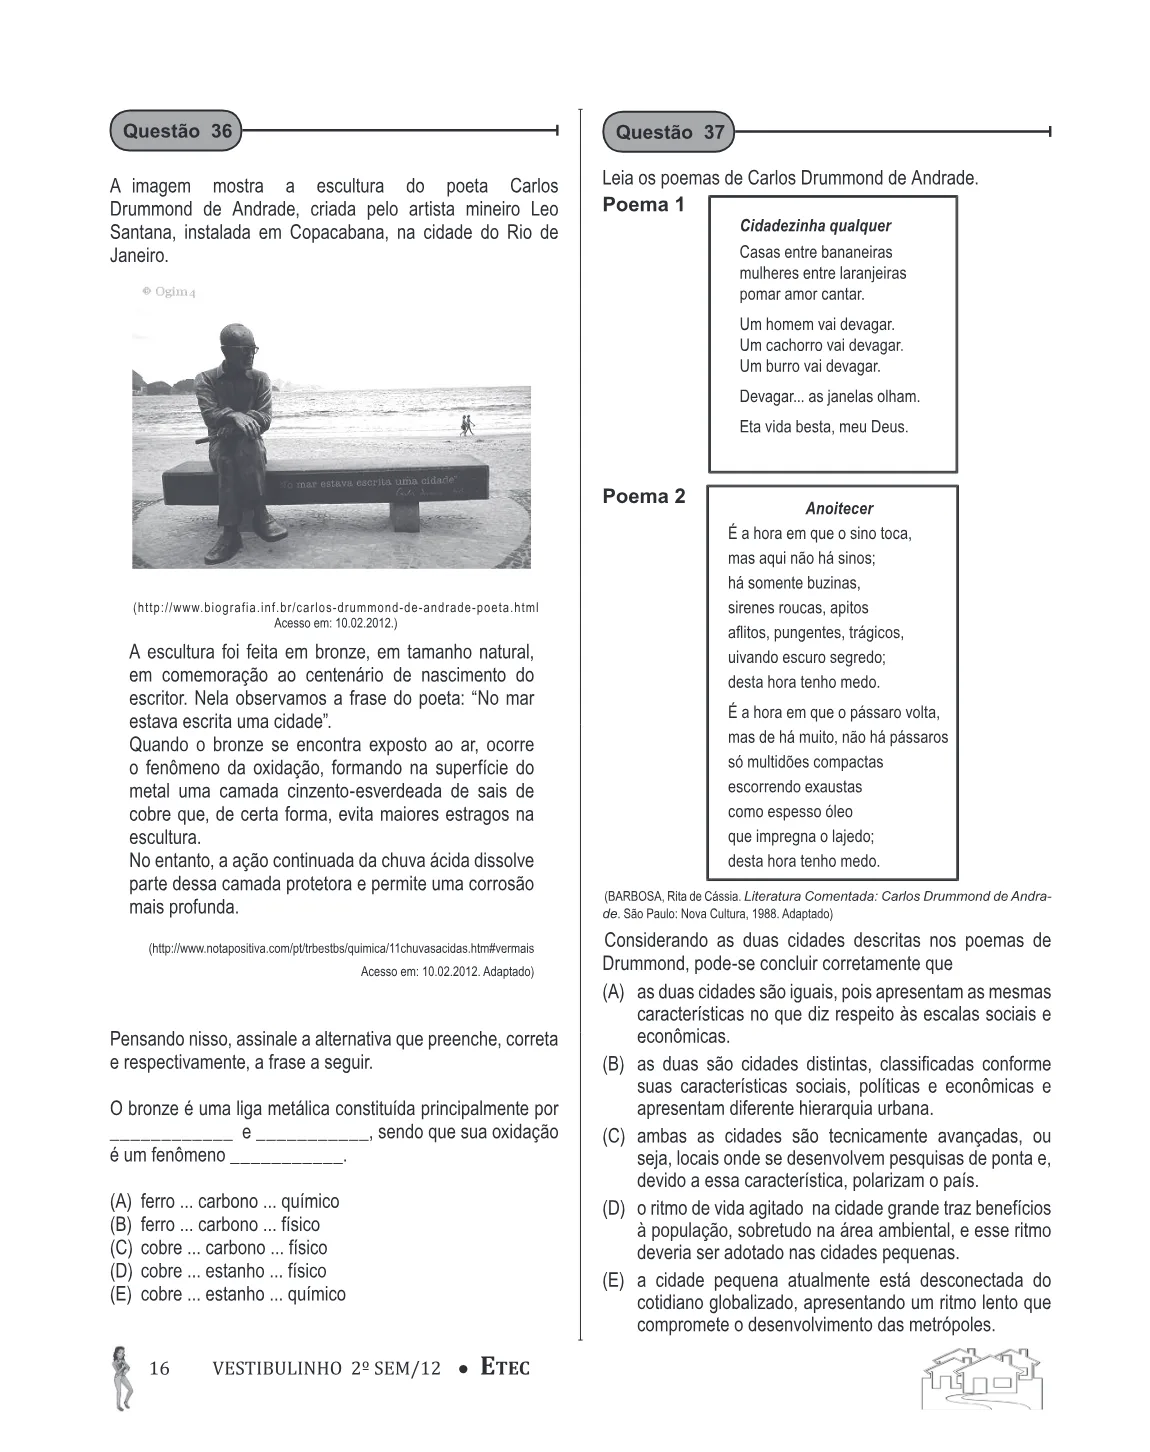 Questão 36
A imagem mostra a escultura do poeta Carlos
Drummond de Andrade, criada pelo artista mineiro Leo
Santana, instalada em Copacabana, na cidade do Rio de
Janeiro.
Ogim4
No mar estava escrita uma cidade"
(http://www.biografia.inf.br/carlos-drummond-de-andrade-poeta.html
Acesso em: 10.02.2012.)
A escultura foi feita em bronze, em tamanho natural,
em comemoração ao centenário de nascimento do
escritor. Nela observamos a frase do poeta: “No mar
estava escrita uma cidade”.
Quando o bronze se encontra exposto ao ar, ocorre
o fenômeno da oxidação, formando na superfície do
metal uma camada cinzento-esverdeada de sais de
cobre que, de certa forma, evita maiores estragos na
escultura.
No entanto, a ação continuada da chuva ácida dissolve
parte dessa camada protetora e permite uma corrosão
mais profunda.
(http://www.notapositiva.com/pt/trbestbs/quimica/11chuvasacidas.htm#vermais
Acesso em: 10.02.2012. Adaptado)
Pensando nisso, assinale a alternativa que preenche, correta
e respectivamente, a frase a seguir.
O bronze é uma liga metálica constituída principalmente por
____________ e ___________, sendo que sua oxidação
é um fenômeno ___________.
(A) ferro ... carbono ... químico
(B) ferro ... carbono ... físico
(C) cobre ... carbono ... físico
(D) cobre ... estanho ... físico
(E) cobre ... estanho ... químico
Questão 37
Leia os poemas de Carlos Drummond de Andrade.
Poema 1
Cidadezinha qualquer
Casas entre bananeiras
mulheres entre laranjeiras
pomar amor cantar.
Um homem vai devagar.
Um cachorro vai devagar.
Um burro vai devagar.
Devagar... as janelas olham.
Eta vida besta, meu Deus.
Poema 2
Anoitecer
É a hora em que o sino toca,
mas aqui não há sinos;
há somente buzinas,
sirenes roucas, apitos
aflitos, pungentes, trágicos,
uivando escuro segredo;
desta hora tenho medo.
É a hora em que o pássaro volta,
mas de há muito, não há pássaros
só multidões compactas
escorrendo exaustas
como espesso óleo
que impregna o lajedo;
desta hora tenho medo.
(BARBOSA, Rita de Cássia. Literatura Comentada: Carlos Drummond de Andra-
de. São Paulo: Nova Cultura, 1988. Adaptado)
Considerando as duas cidades descritas nos poemas de
Drummond, pode-se concluir corretamente que
(A) as duas cidades são iguais, pois apresentam as mesmas
características no que diz respeito às escalas sociais e
econômicas.
(B) as duas são cidades distintas, classificadas conforme
suas características sociais, políticas e econômicas e
apresentam diferente hierarquia urbana.
(C) ambas as cidades são tecnicamente avançadas, ou
seja, locais onde se desenvolvem pesquisas de ponta e,
devido a essa característica, polarizam o país.
(D) o ritmo de vida agitado na cidade grande traz benefícios
à população, sobretudo na área ambiental, e esse ritmo
deveria ser adotado nas cidades pequenas.
(E) a cidade pequena atualmente está desconectada do
cotidiano globalizado, apresentando um ritmo lento que
compromete o desenvolvimento das metrópoles.
16 VESTIBULINHO 2º SEM/12 • ETEC